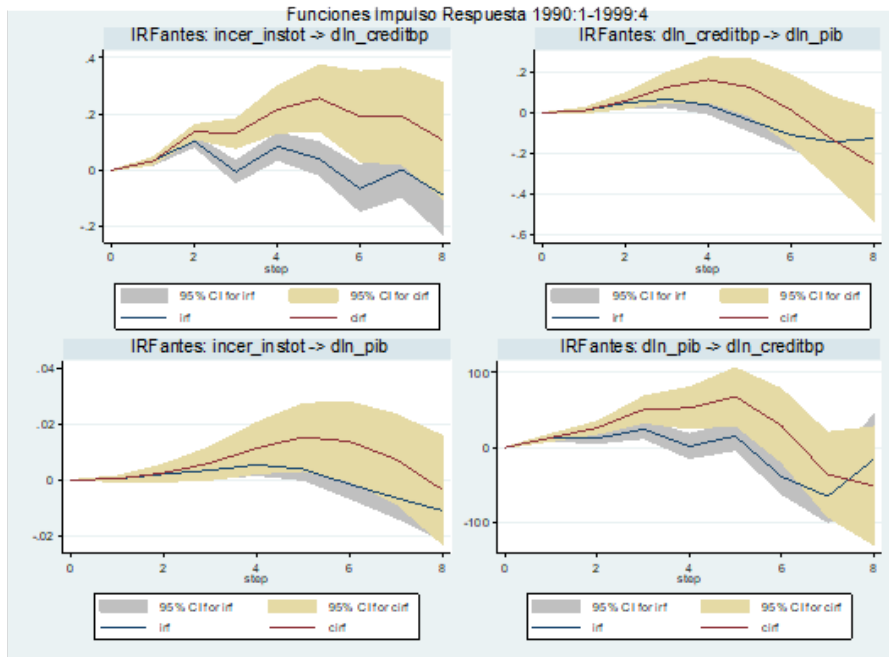 Funciones Impulso Respuesta 1990:1-1999:4
IRFantes: incer_instot -> dln_creditbp
.4
.2
0
-.2
0 2 4 6 8
step
95% CI for irf 95% CI for cirf
irf cirf
IRFantes: dln_creditbp -> dln_pib
.2
0
-.2
-.4
-.6
0 2 4 6 8
step
95% CI for irf 95% CI for cirf
irf cirf
IRFantes: incer_instot -> dln_pib
.04
.02
0
-.02
0 2 4 6 8
step
95% CI for irf 95% CI for cirf
irf cirf
IRFantes: dln_pib -> dln_creditbp
100
0
-100
0 2 4 6 8
step
95% CI for irf 95% CI for cirf
irf cirf